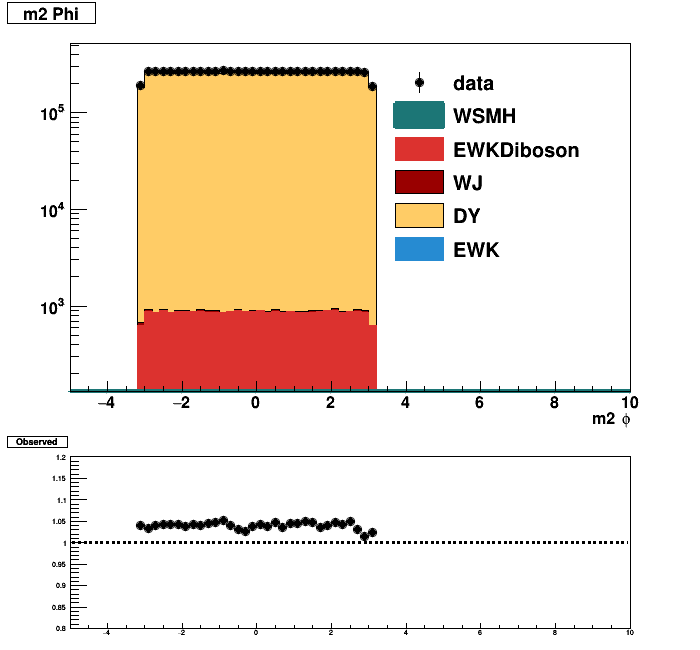 m2 Phi
data
WSMH
EWKDiboson
WJ
DY
EWK
10^5
10^4
10^3
−4 −2 0 2 4 6 8 10
m2 ϕ
Observed
1.2
1.15
1.1
1.05
1
0.95
0.9
0.85
0.8
−4 −2 0 2 4 6 8 10